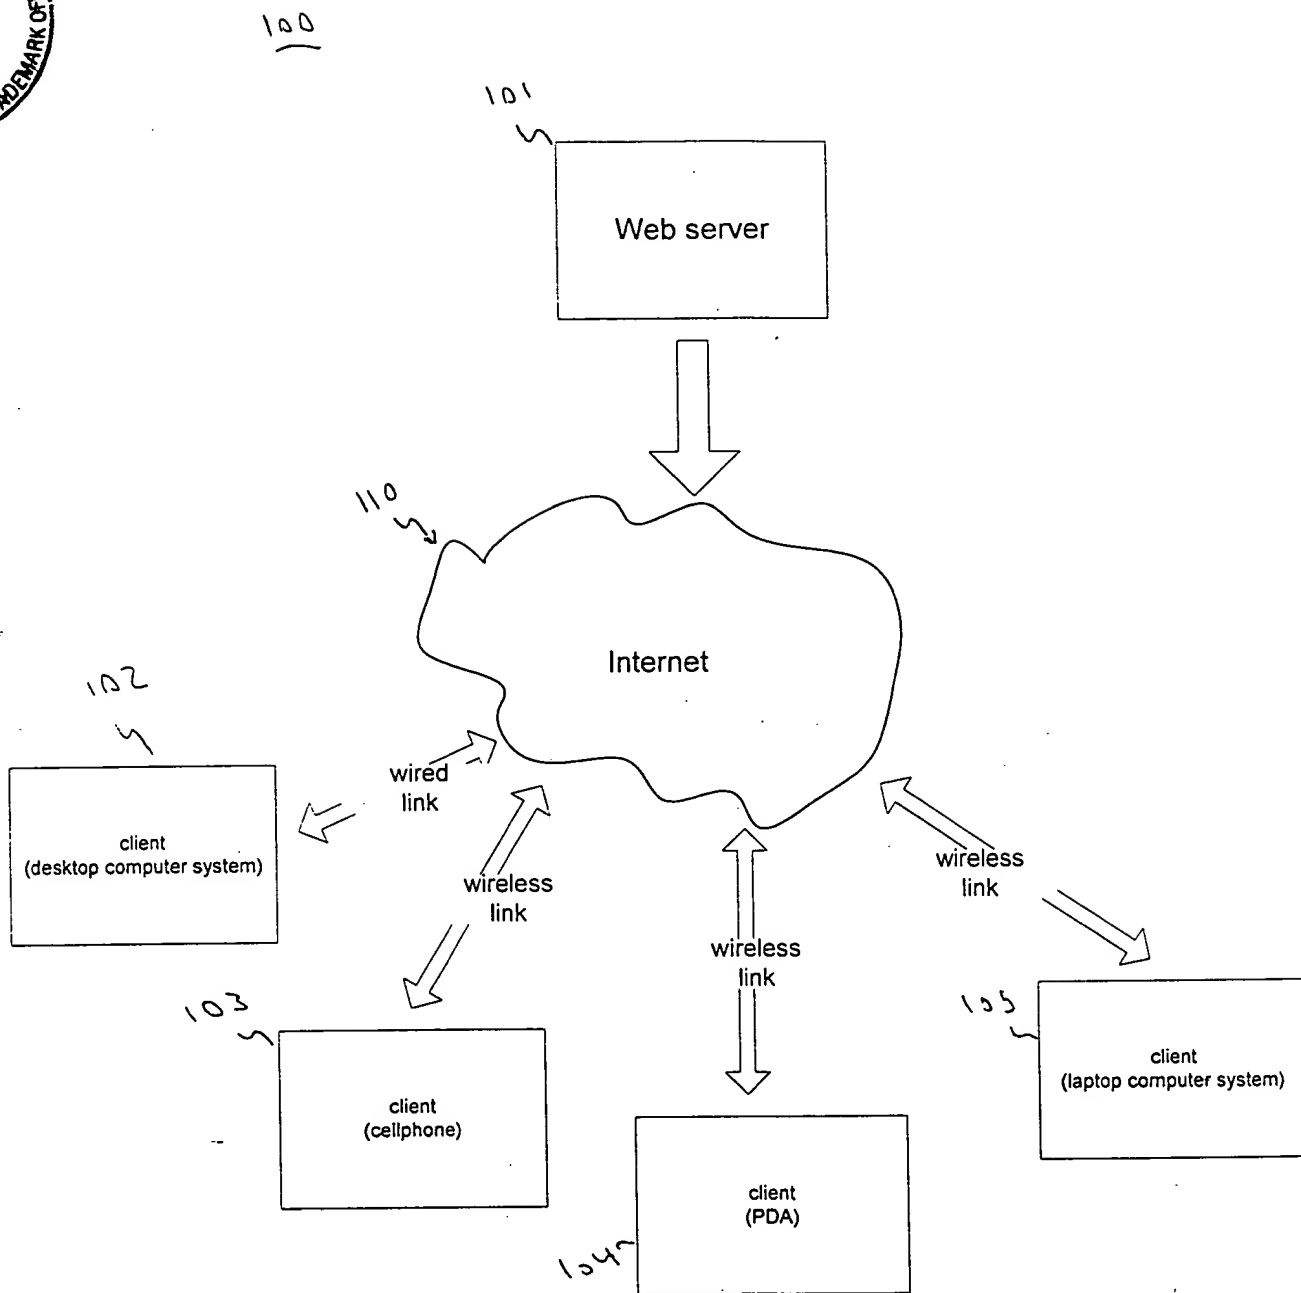 100
101
Web server
110
Internet
102
wired
link
client
(desktop computer system)
wireless
link
wireless
link
wireless
link
103
client
(cellphone)
105
client
(laptop computer system)
104
client
(PDA)